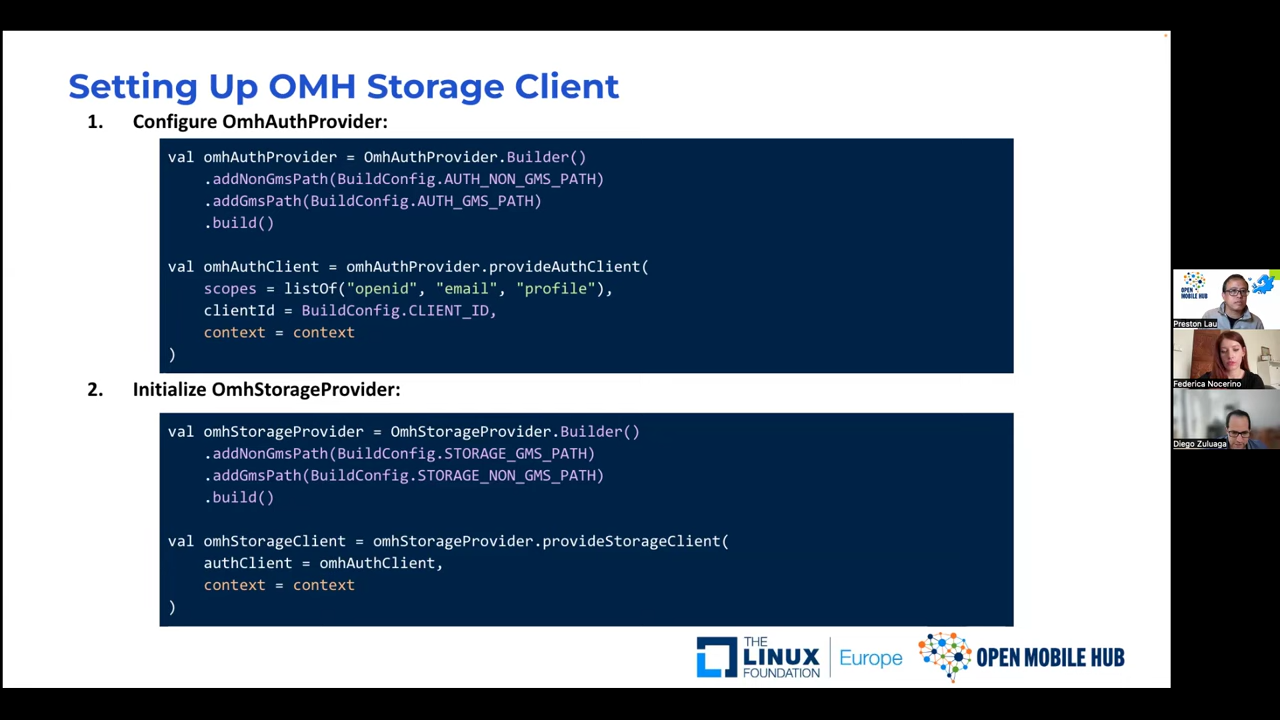 Setting Up OMH Storage Client
1. Configure OmhAuthProvider:
val omhAuthProvider = OmhAuthProvider.Builder()
.addNonGmsPath(BuildConfig.AUTH_NON_GMS_PATH)
.addGmsPath(BuildConfig.AUTH_GMS_PATH)
.build()
val omhAuthClient = omhAuthProvider.provideAuthClient(
scopes = listOf("openid", "email", "profile"),
clientId = BuildConfig.CLIENT_ID,
context = context
)
2. Initialize OmhStorageProvider:
val omhStorageProvider = OmhStorageProvider.Builder()
.addNonGmsPath(BuildConfig.STORAGE_GMS_PATH)
.addGmsPath(BuildConfig.STORAGE_NON_GMS_PATH)
.build()
val omhStorageClient = omhStorageProvider.provideStorageClient(
authClient = omhAuthClient,
context = context
)
THE
LINUX
FOUNDATION
Europe
OPEN MOBILE HUB
OPEN
MOBILE HUB
Preston Lau
Federica Nocerino
Diego Zuluaga